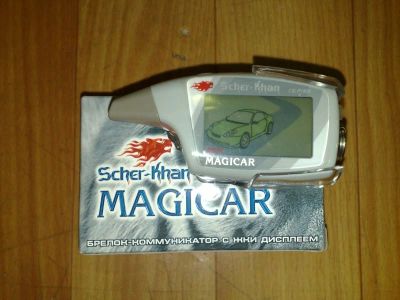 Scher-Khan
MAGICAR
Scher-Khan
MAGICAR
БРЕЛОК-КОММУНИКАТОР С ЖКИ ДИСПЛЕЕМ